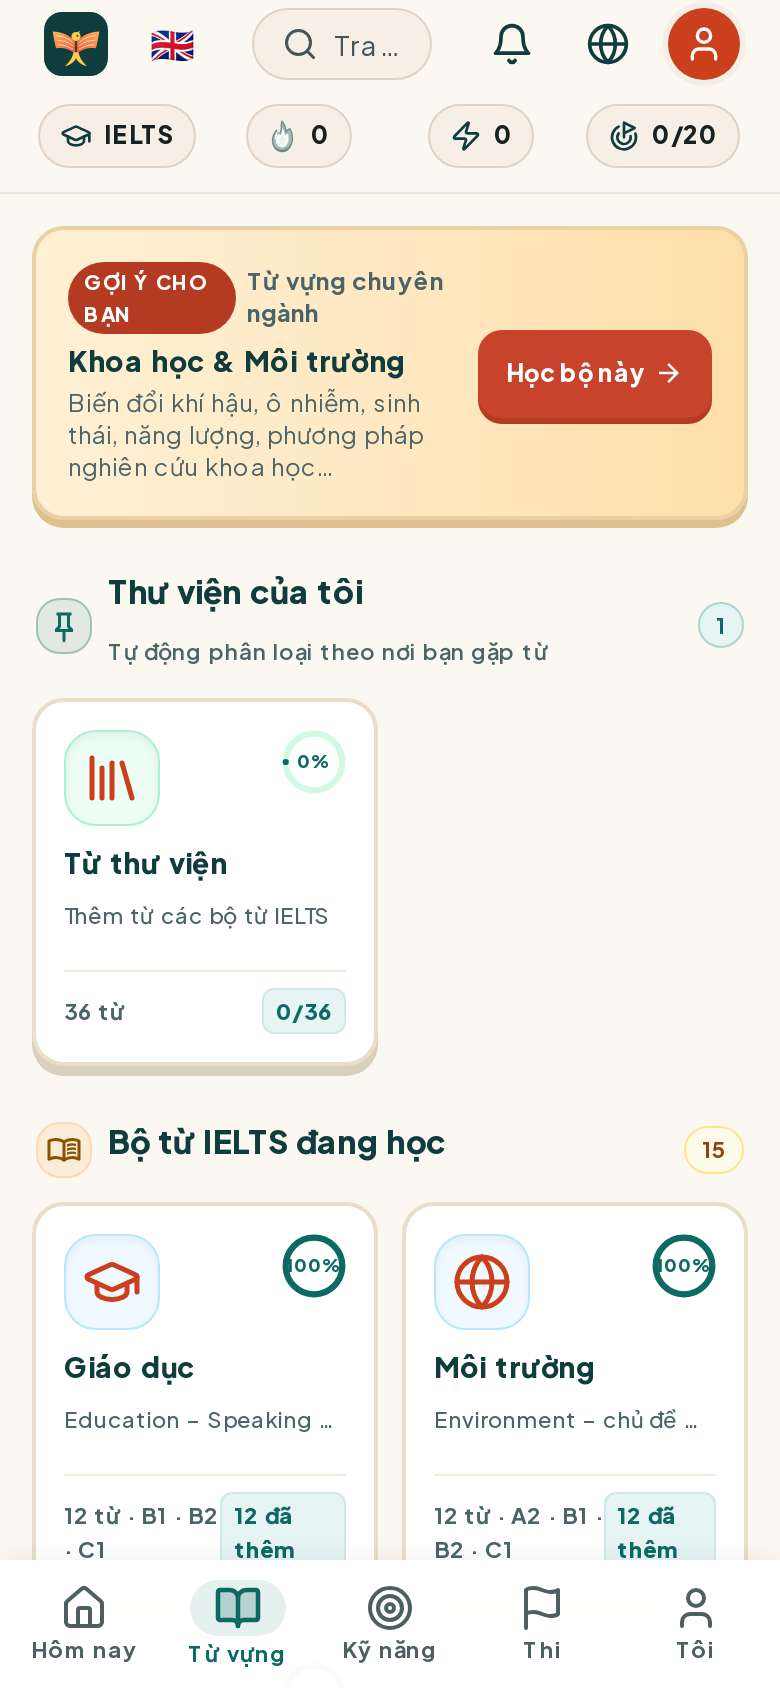 Tra...
IELTS
0
0
0/20
GỢI Ý CHO BẠN
Từ vựng chuyên ngành
Khoa học & Môi trường
Biến đổi khí hậu, ô nhiễm, sinh
thái, năng lượng, phương pháp
nghiên cứu khoa học...
Học bộ này →
Thư viện của tôi
Tự động phân loại theo nơi bạn gặp từ
1
0%
Từ thư viện
Thêm từ các bộ từ IELTS
36 từ
0/36
Bộ từ IELTS đang học
15
100%
Giáo dục
Education – Speaking ...
12 từ · B1 · B2 · C1
12 đã thêm
100%
Môi trường
Environment – chủ đề ...
12 từ · A2 · B1 · B2 · C1
12 đã thêm
Hôm nay
Từ vựng
Kỹ năng
Thi
Tôi